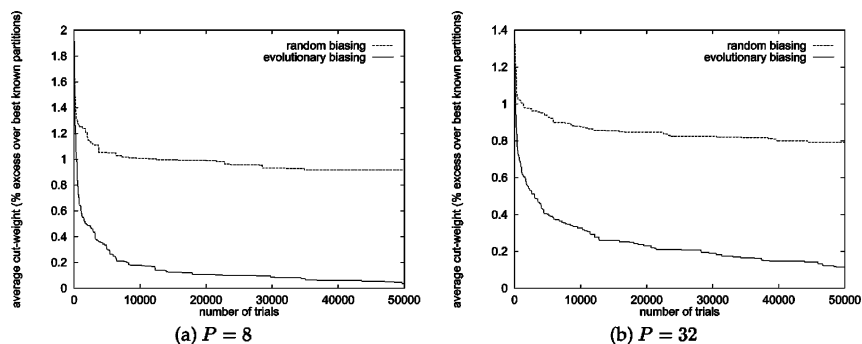 average cut-weight (% excess over best known partitions)
2
1.8
1.6
1.4
1.2
1
0.8
0.6
0.4
0.2
0
random biasing
evolutionary biasing
0 10000 20000 30000 40000 50000
number of trials
(a) P = 8
average cut-weight (% excess over best known partitions)
1.4
1.2
1
0.8
0.6
0.4
0.2
0
random biasing
evolutionary biasing
0 10000 20000 30000 40000 50000
number of trials
(b) P = 32